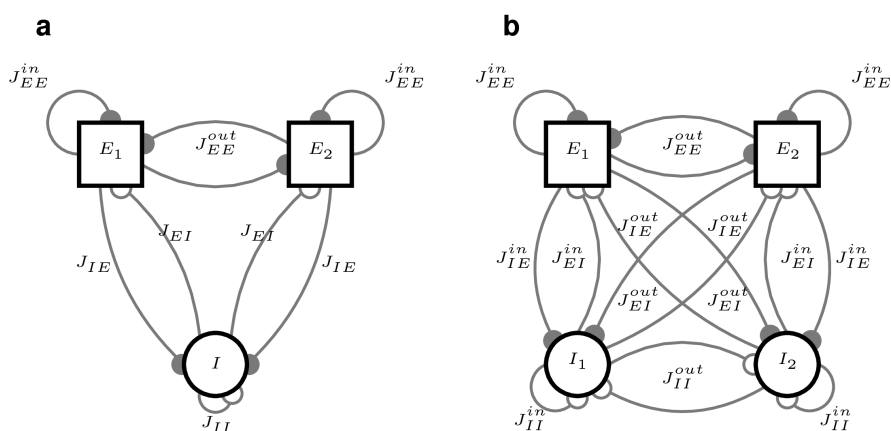 a
b
J_{EE}^{in}
J_{EE}^{in}
J_{EE}^{in}
J_{EE}^{in}
E_1
J_{EE}^{out}
E_2
E_1
J_{EE}^{out}
E_2
J_{EI}
J_{EI}
J_{IE}^{out}
J_{IE}^{out}
J_{IE}
J_{IE}
J_{IE}^{in}
J_{EI}^{in}
J_{EI}^{in}
J_{IE}^{in}
J_{EI}^{out}
J_{EI}^{out}
I
I_1
I_2
J_{II}^{out}
J_{II}
J_{II}^{in}
J_{II}^{in}